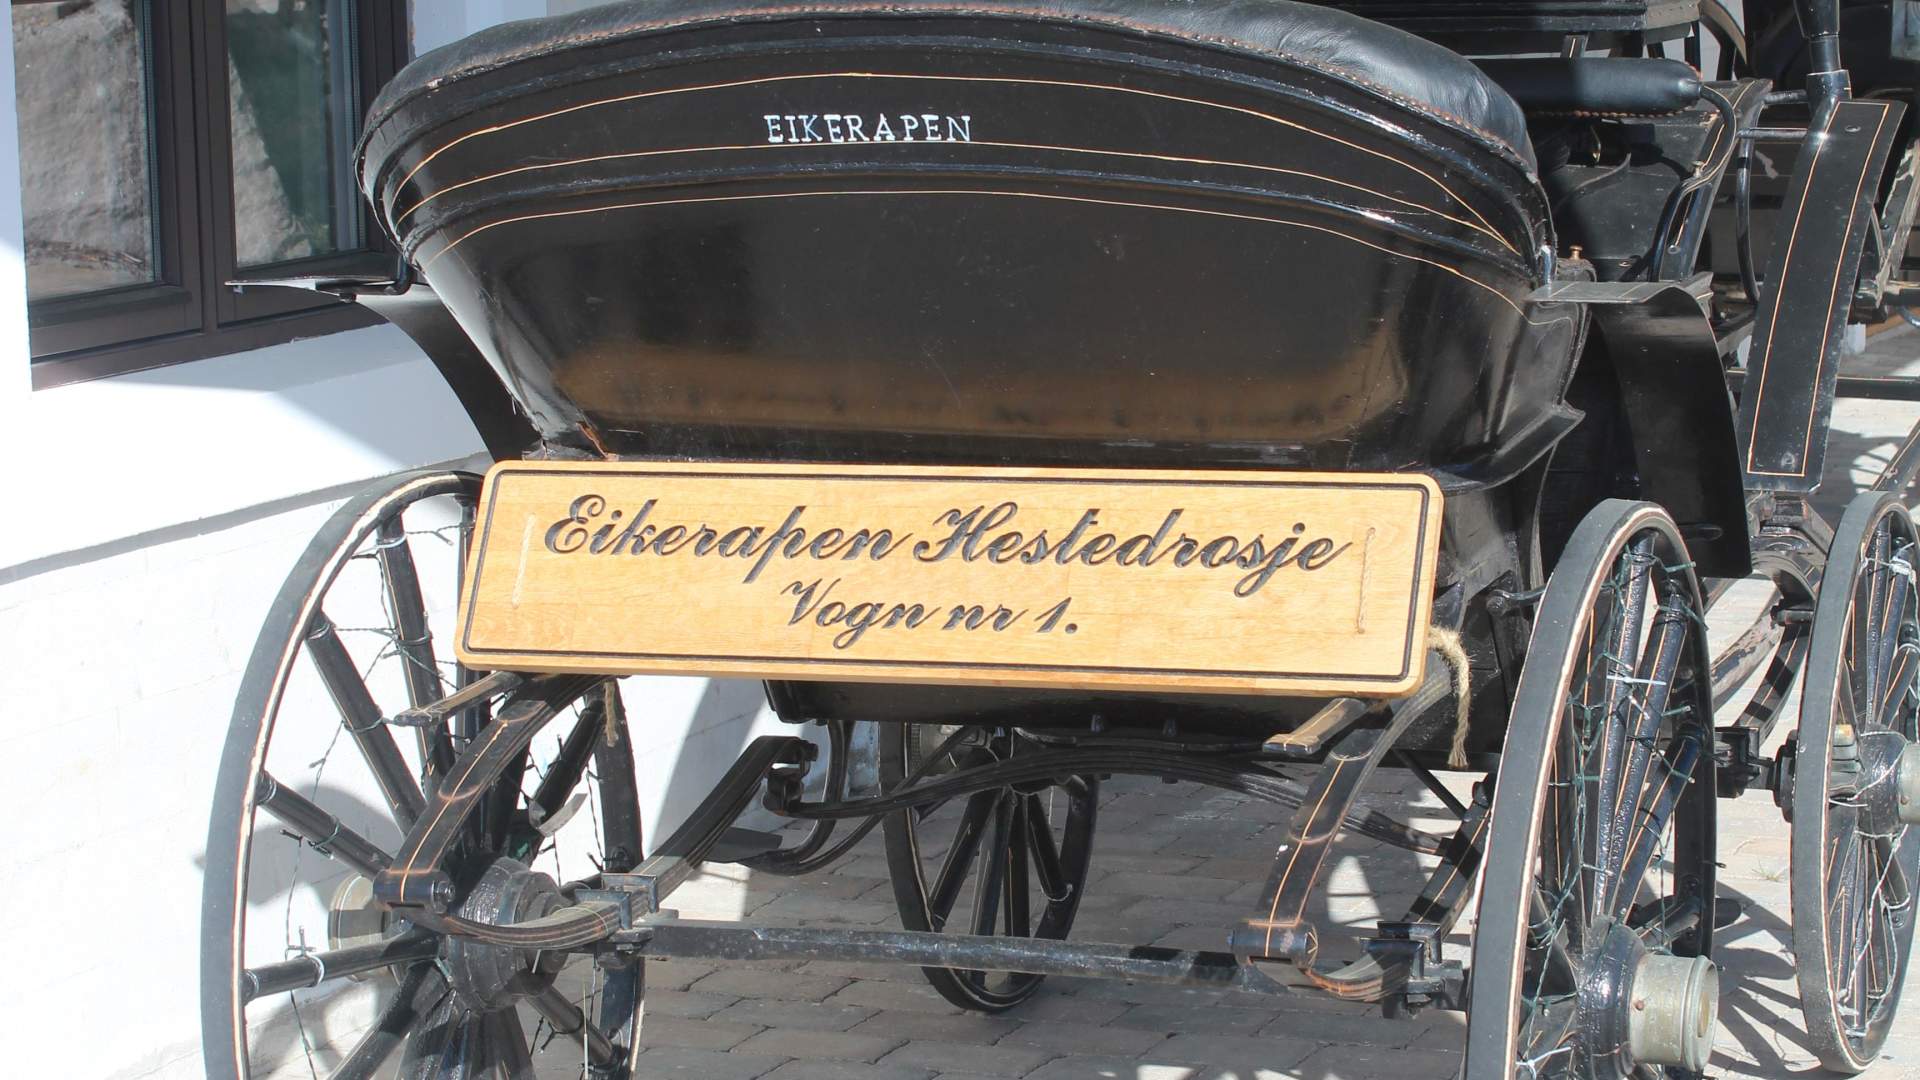 EIKERAPEN
Eikerapen Hestedrosje
Vogn nr 1.